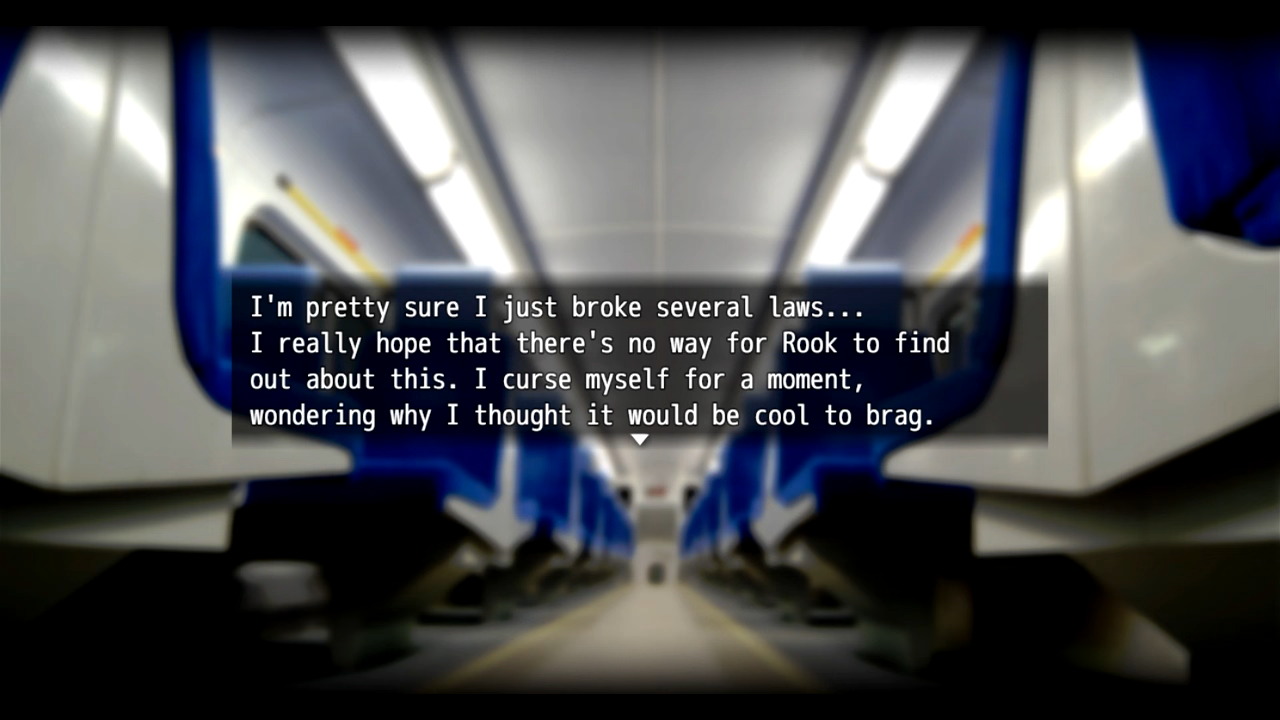 I'm pretty sure I just broke several laws...
I really hope that there's no way for Rook to find
out about this. I curse myself for a moment,
wondering why I thought it would be cool to brag.